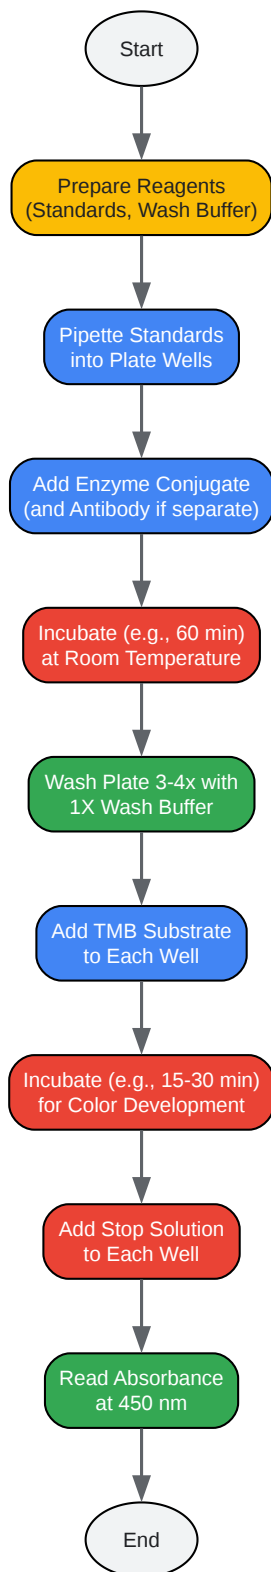 Start
Prepare Reagents
(Standards, Wash Buffer)
Pipette Standards
into Plate Wells
Add Enzyme Conjugate
(and Antibody if separate)
Incubate (e.g., 60 min)
at Room Temperature
Wash Plate 3-4x with
1X Wash Buffer
Add TMB Substrate
to Each Well
Incubate (e.g., 15-30 min)
for Color Development
Add Stop Solution
to Each Well
Read Absorbance
at 450 nm
End